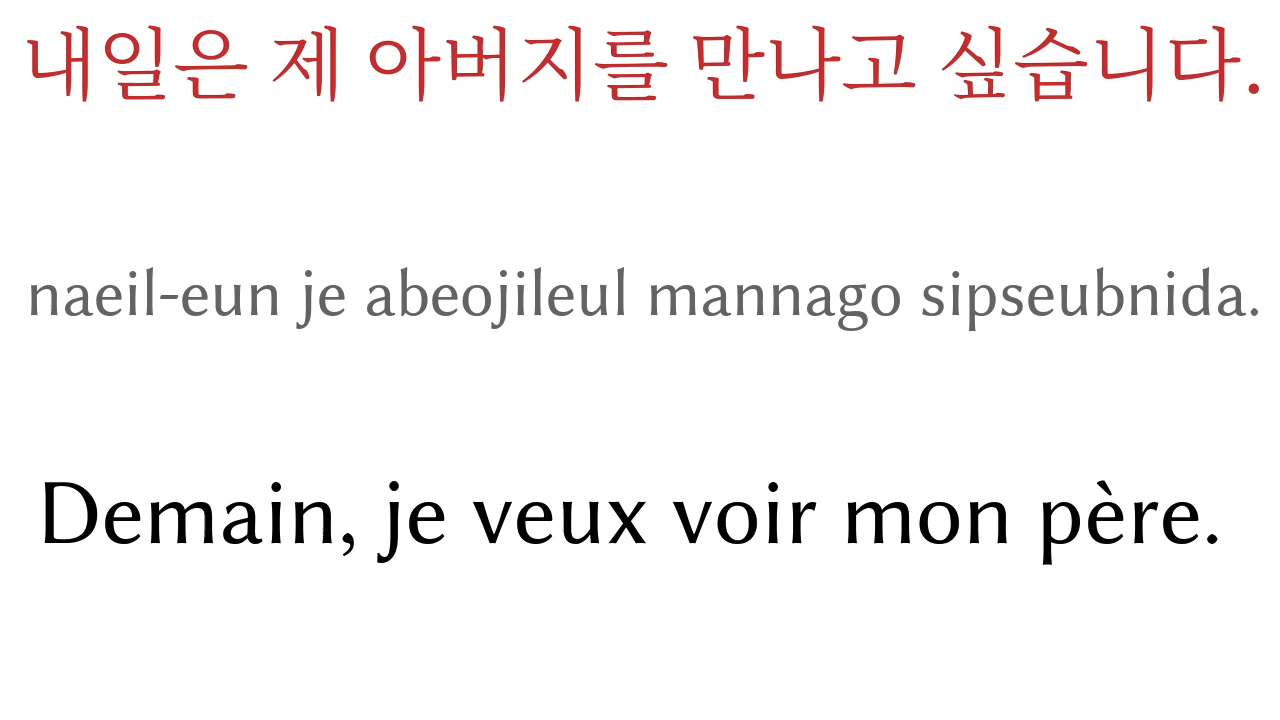 내일은 제 아버지를 만나고 싶습니다.
naeil-eun je abeojileul mannago sipseubnida.
Demain, je veux voir mon père.